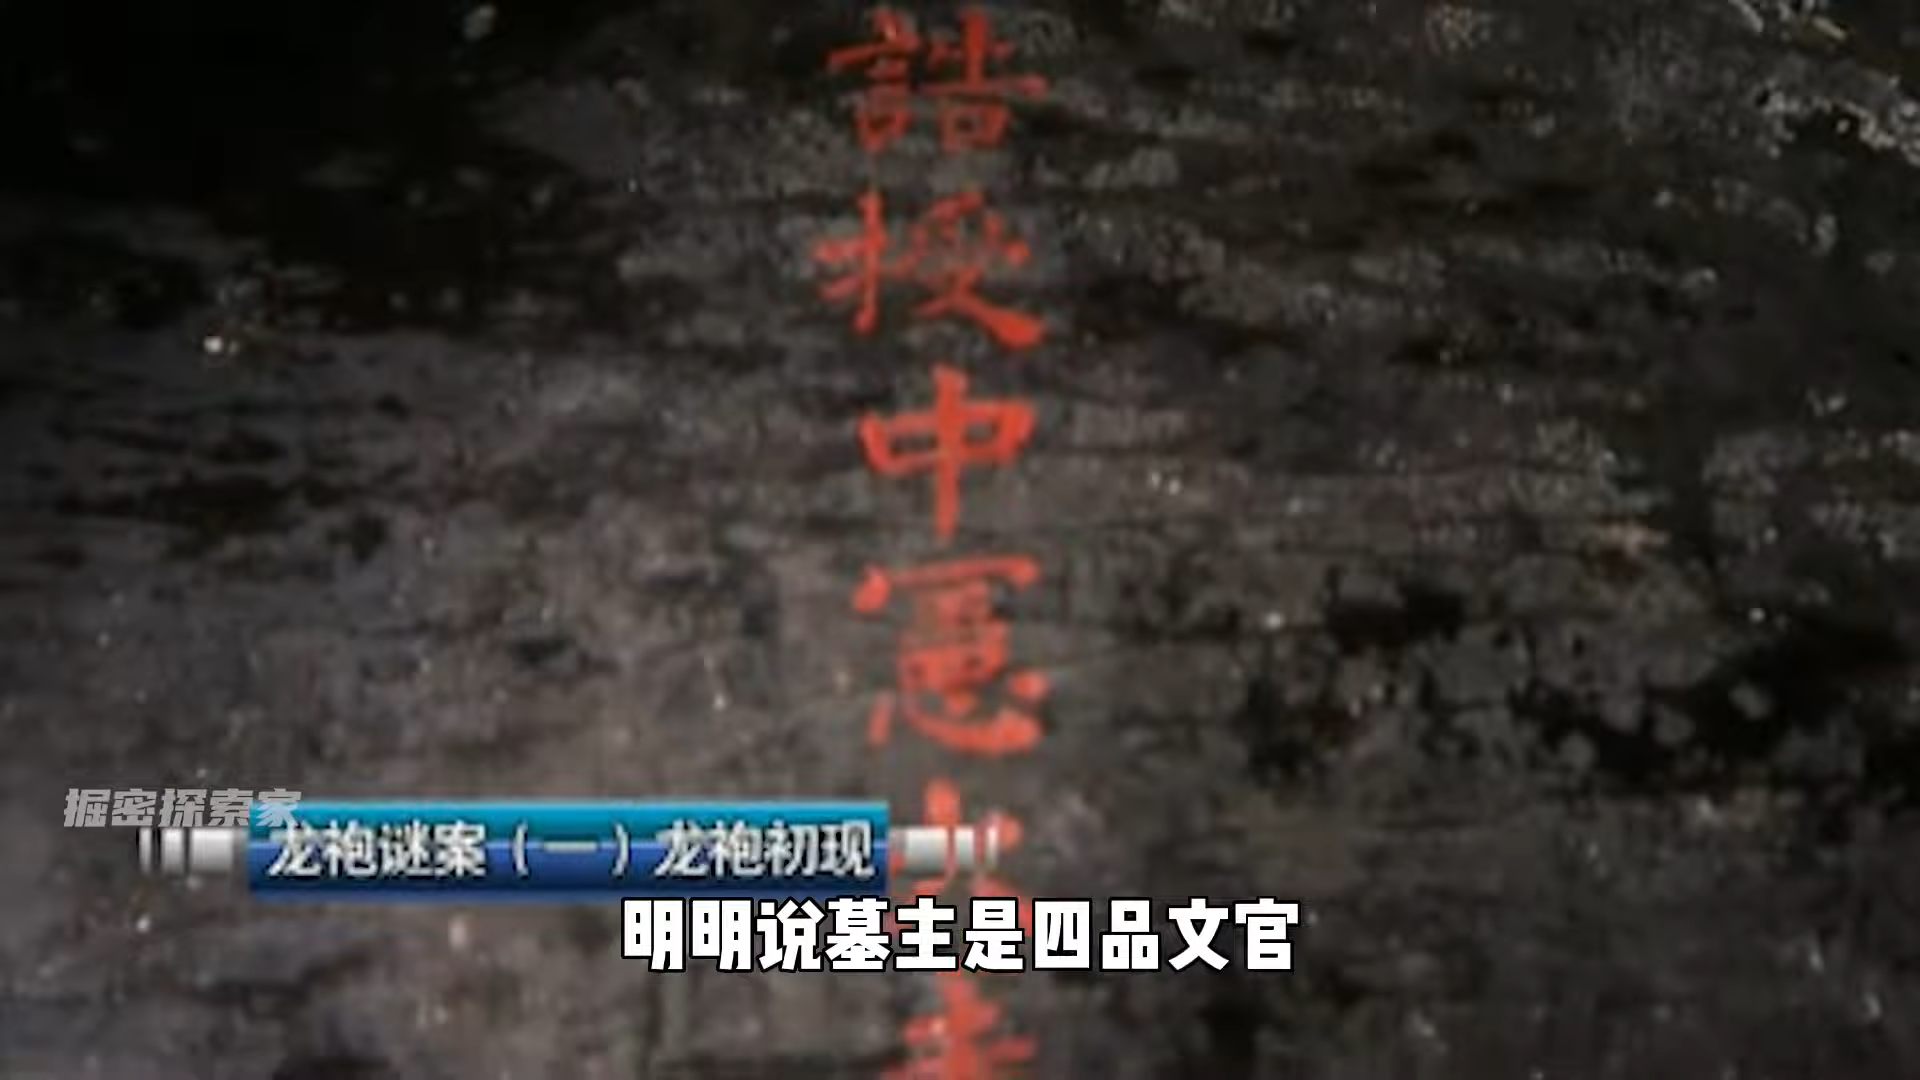 誥授中憲
掘密探索家
龙袍谜案（一）龙袍初现
明明说墓主是四品文官